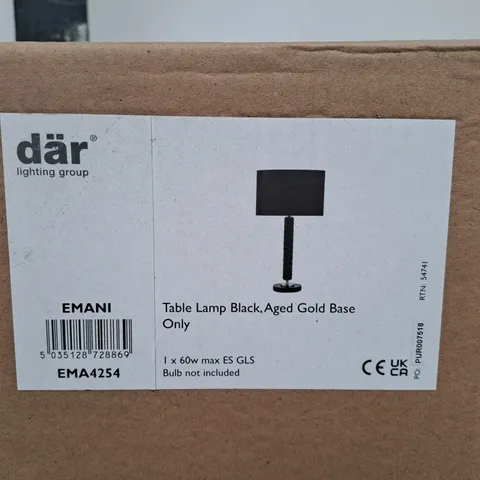 där®
lighting group
EMANI
5 035128 728869
EMA4254
Table Lamp Black, Aged Gold Base
Only
1 x 60w max ES GLS
Bulb not included
CE UK CA
PO: PUR007518
RTN: 54741